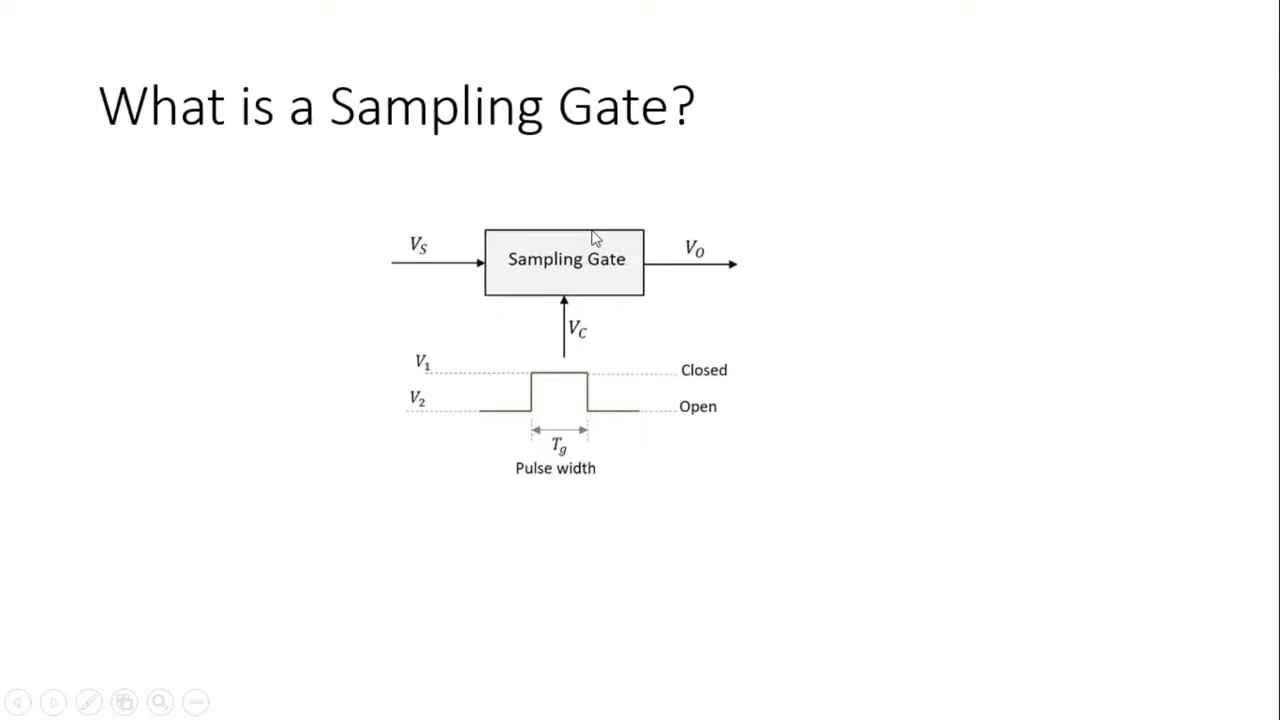 What is a Sampling Gate?
V_S
Sampling Gate
V_O
V_C
V_1
Closed
V_2
Open
T_g
Pulse width